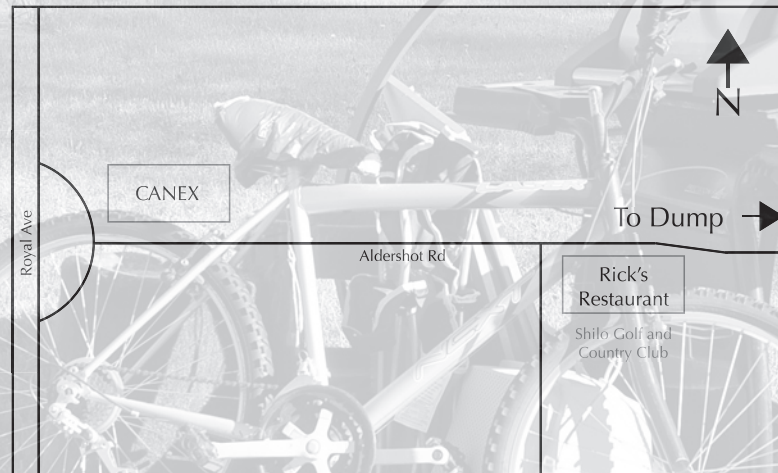 N
CANEX
Royal Ave
To Dump
Aldershot Rd
Rick's
Restaurant
Shilo Golf and
Country Club